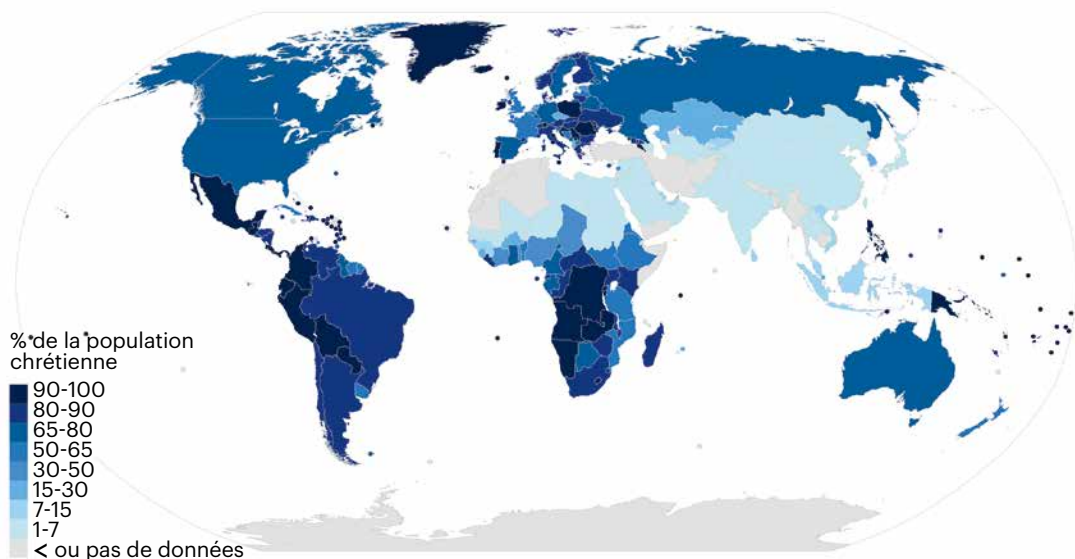 % de la population
chrétienne
90-100
80-90
65-80
50-65
30-50
15-30
7-15
1-7
< ou pas de données